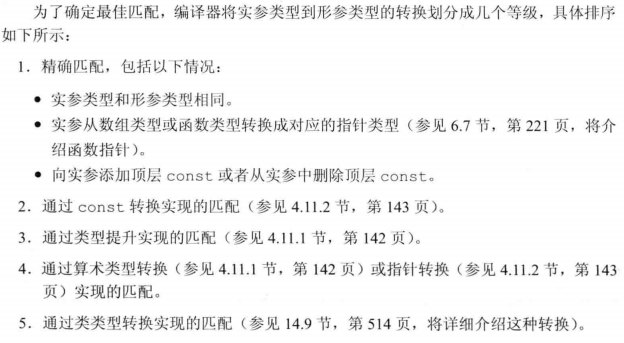 为了确定最佳匹配，编译器将实参类型到形参类型的转换划分成几个等级，具体排序
如下所示：
1．精确匹配，包括以下情况：
• 实参类型和形参类型相同。
• 实参从数组类型或函数类型转换成对应的指针类型（参见 6.7 节，第 221 页，将介
绍函数指针）。
• 向实参添加顶层 const 或者从实参中删除顶层 const。
2．通过 const 转换实现的匹配（参见 4.11.2 节，第 143 页）。
3．通过类型提升实现的匹配（参见 4.11.1 节，第 142 页）。
4．通过算术类型转换（参见 4.11.1 节，第 142 页）或指针转换（参见 4.11.2 节，第 143
页）实现的匹配。
5．通过类类型转换实现的匹配（参见 14.9 节，第 514 页，将详细介绍这种转换）。